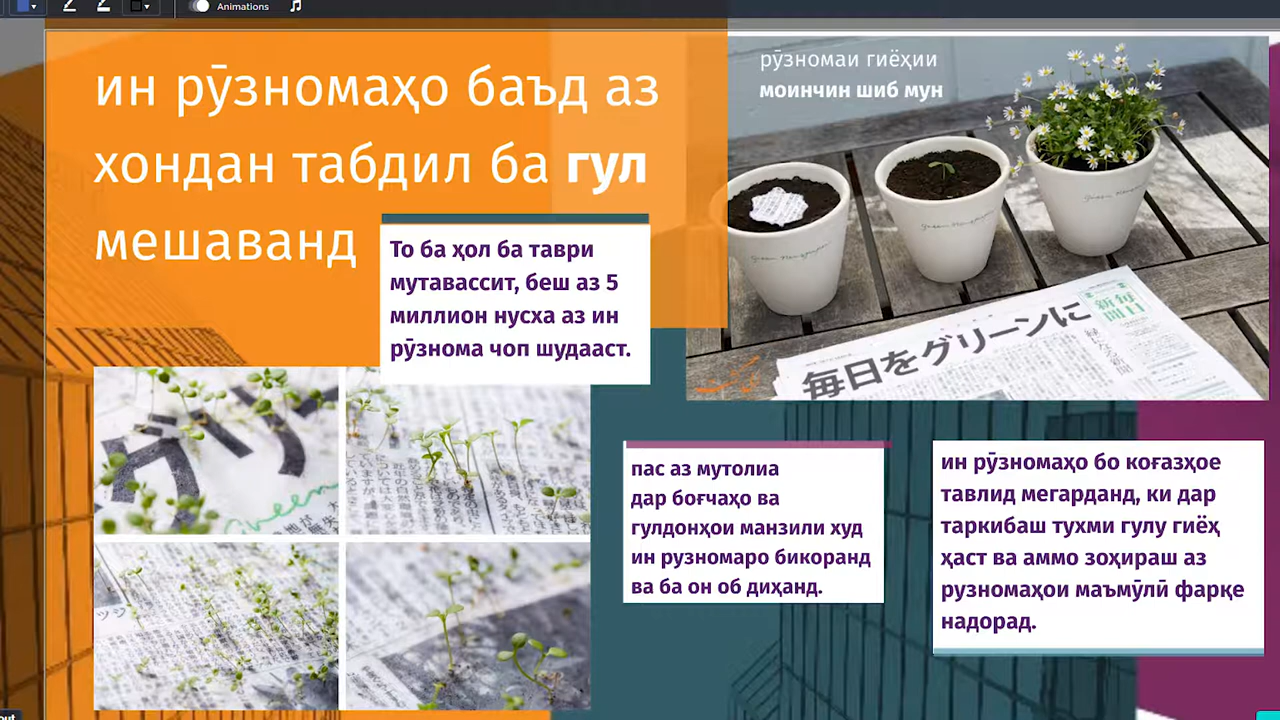 Animations
ин рӯзномаҳо баъд аз
хондан табдил ба гул
мешаванд
рӯзномаи гиёҳии
моинчин шиб мун
То ба ҳол ба таври
мутавассит, беш аз 5
миллион нусха аз ин
рӯзнома чоп шудааст.
毎日をグリーンに
пас аз мутолиа
дар боғчаҳо ва
гулдонҳои манзили худ
ин рузномаро бикоранд
ва ба он об диҳанд.
ин рӯзномаҳо бо коғазҳое
тавлид мегарданд, ки дар
таркибаш тухми гулу гиёҳ
ҳаст ва аммо зоҳираш аз
рузномаҳои маъмӯлӣ фарқе
надорад.